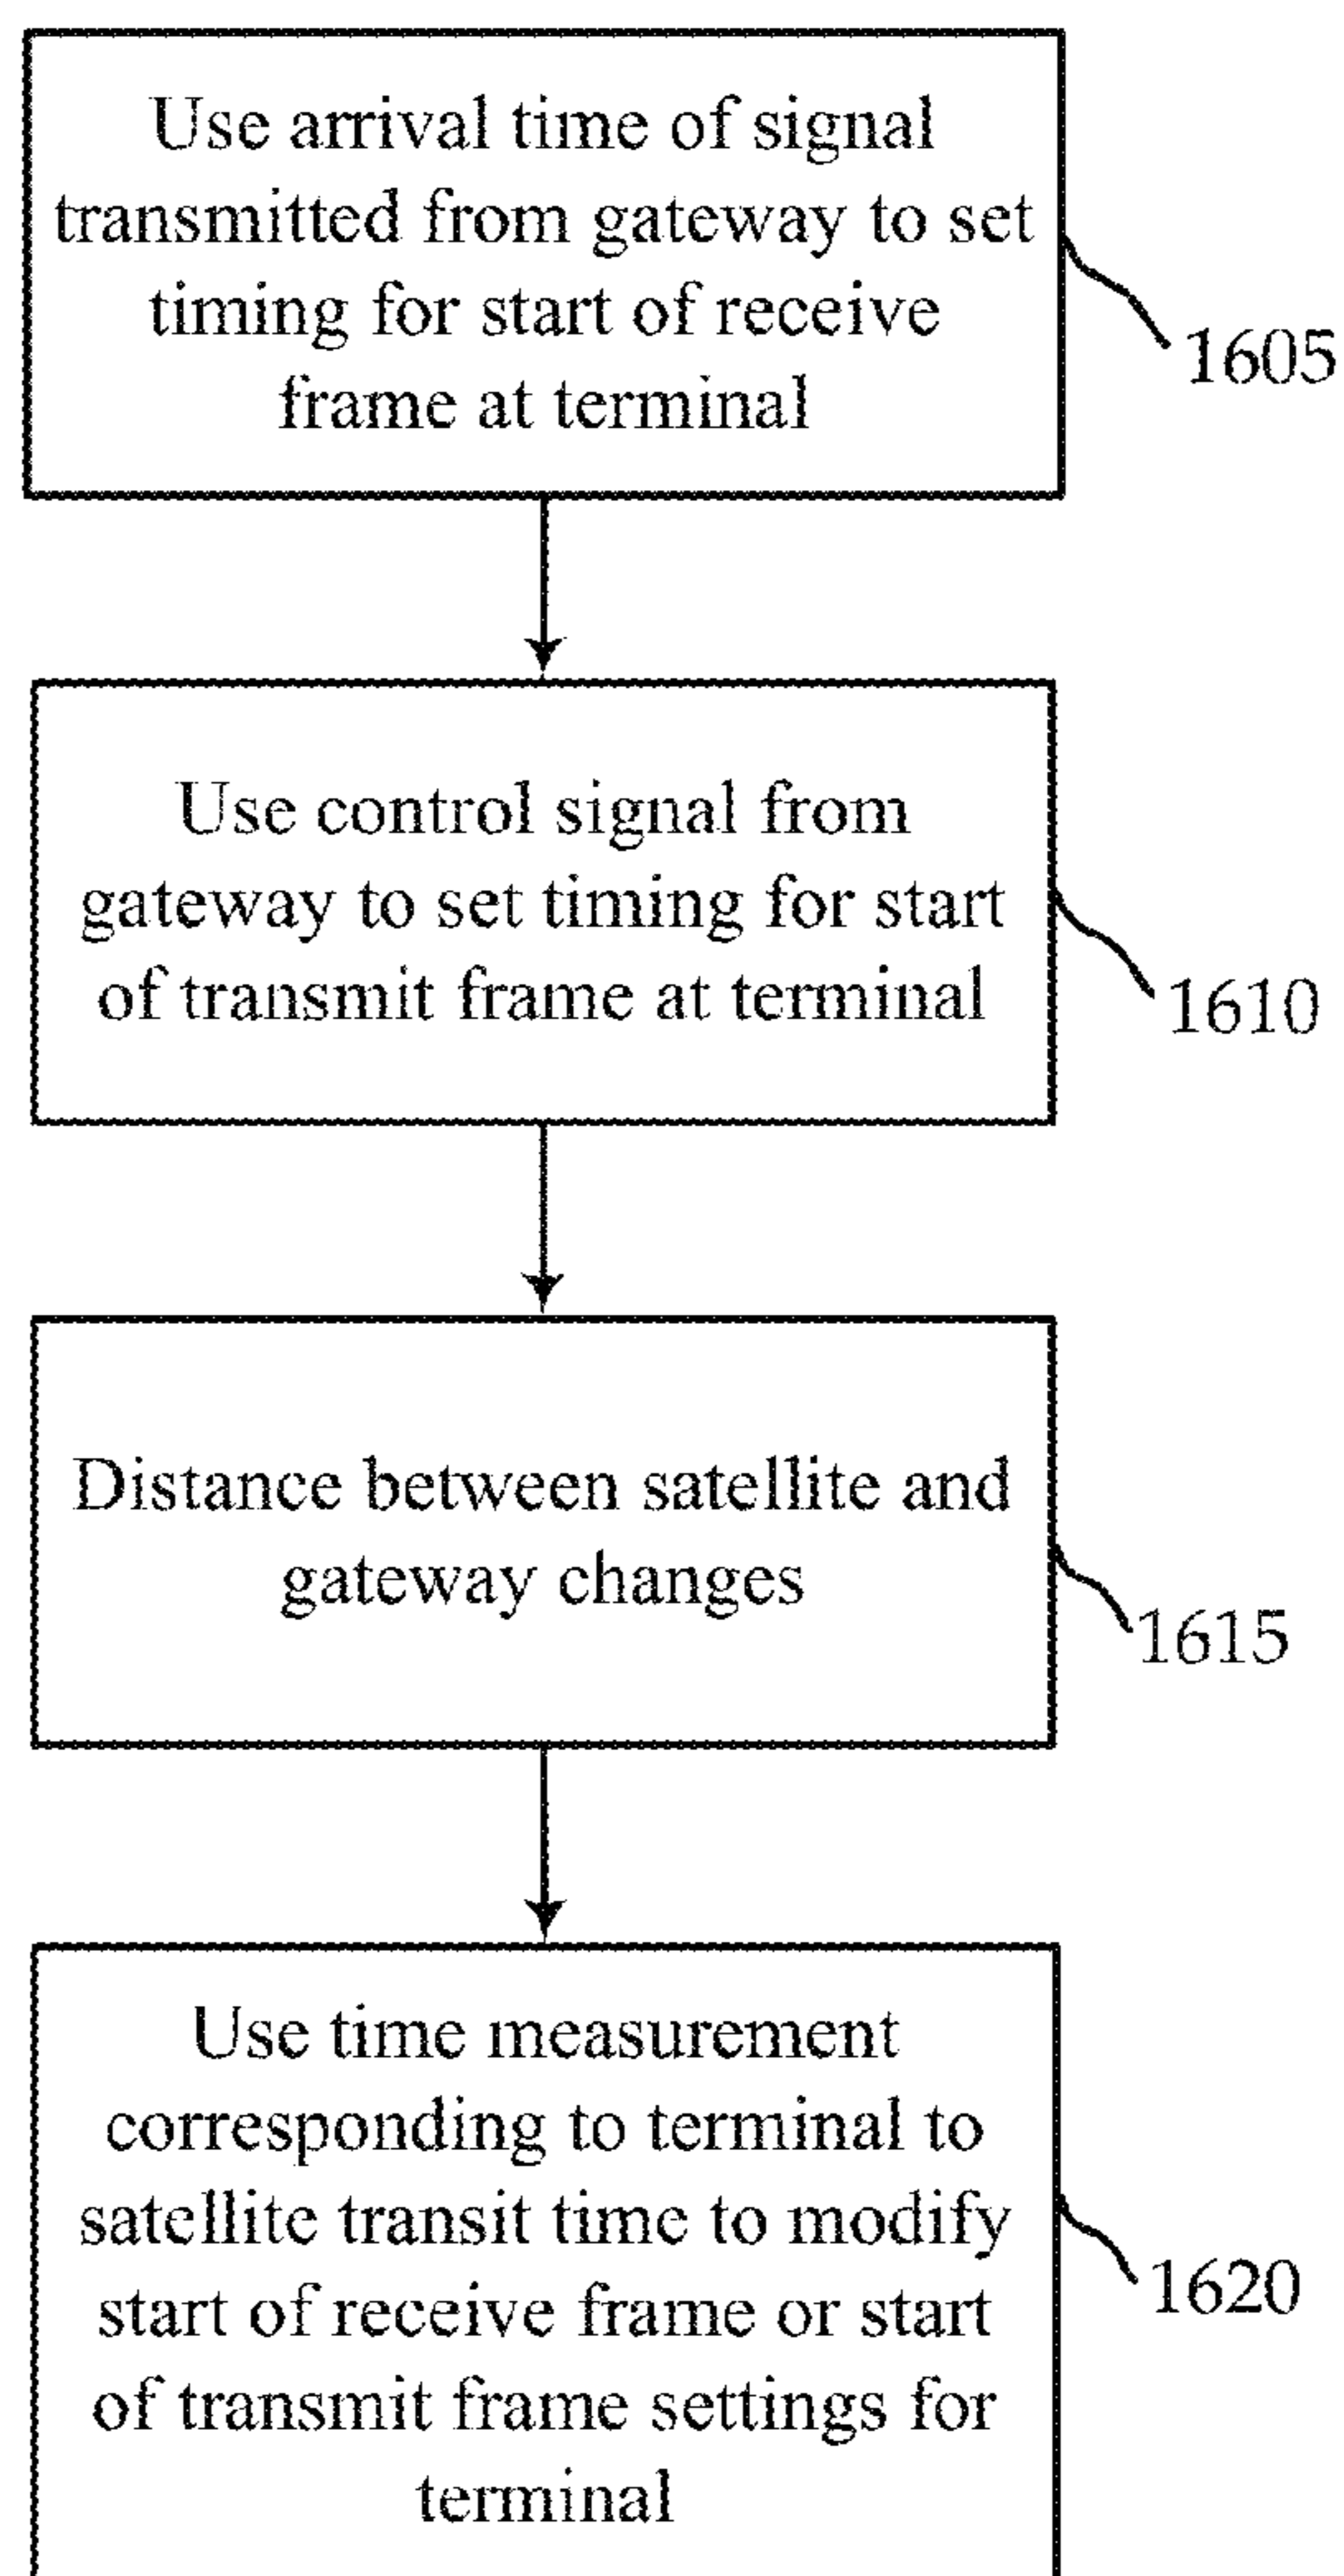 Use arrival time of signal
transmitted from gateway to set
timing for start of receive
frame at terminal
1605
Use control signal from
gateway to set timing for start
of transmit frame at terminal
1610
Distance between satellite and
gateway changes
1615
Use time measurement
corresponding to terminal to
satellite transit time to modify
start of receive frame or start
of transmit frame settings for
terminal
1620